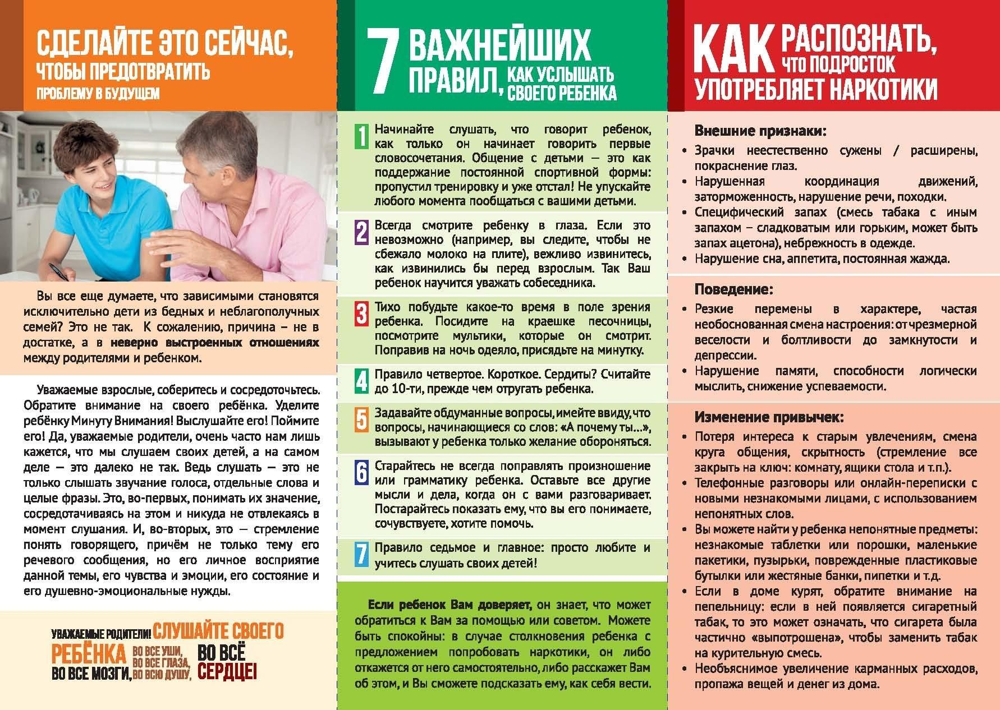 СДЕЛАЙТЕ ЭТО СЕЙЧАС,
ЧТОБЫ ПРЕДОТВРАТИТЬ
ПРОБЛЕМУ В БУДУЩЕМ
Вы все еще думаете, что зависимыми становятся
исключительно дети из бедных и неблагополучных
семей? Это не так. К сожалению, причина – не в
достатке, а в неверно выстроенных отношениях
между родителями и ребенком.
Уважаемые взрослые, соберитесь и сосредоточьтесь.
Обратите внимание на своего ребёнка. Уделите
ребёнку Минуту Внимания! Выслушайте его! Поймите
его! Да, уважаемые родители, очень часто нам лишь
кажется, что мы слушаем своих детей, а на самом
деле — это далеко не так. Ведь слушать — это не
только слышать звучание голоса, отдельные слова и
целые фразы. Это, во-первых, понимать их значение,
сосредотачиваясь на этом и никуда не отвлекаясь в
момент слушания. И, во-вторых, это — стремление
понять говорящего, причём не только тему его
речевого сообщения, но его личное восприятие
данной темы, его чувства и эмоции, его состояние и
его душевно-эмоциональные нужды.
УВАЖАЕМЫЕ РОДИТЕЛИ! СЛУШАЙТЕ СВОЕГО
РЕБЁНКА ВО ВСЕ УШИ,
ВО ВСЕ ГЛАЗА,
ВО ВСЕ МОЗГИ, ВО ВСЮ ДУШУ,
ВО ВСЁ
СЕРДЦЕ!
7 ВАЖНЕЙШИХ
ПРАВИЛ, КАК УСЛЫШАТЬ
СВОЕГО РЕБЕНКА
1 Начинайте слушать, что говорит ребенок,
как только он начинает говорить первые
словосочетания. Общение с детьми — это как
поддержание постоянной спортивной формы:
пропустил тренировку и уже отстал! Не упускайте
любого момента пообщаться с вашими детьми.
2 Всегда смотрите ребенку в глаза. Если это
невозможно (например, вы следите, чтобы не
сбежало молоко на плите), вежливо извинитесь,
как извинились бы перед взрослым. Так Ваш
ребенок научится уважать собеседника.
3 Тихо побудьте какое-то время в поле зрения
ребенка. Посидите на краешке песочницы,
посмотрите мультики, которые он смотрит.
Поправив на ночь одеяло, присядьте на минутку.
4 Правило четвертое. Короткое. Сердиты? Считайте
до 10-ти, прежде чем отругать ребенка.
5 Задавайте обдуманные вопросы, имейте ввиду, что
вопросы, начинающиеся со слов: «А почему ты...»,
вызывают у ребенка только желание обороняться.
6 Старайтесь не всегда поправлять произношение
или грамматику ребенка. Оставьте все другие
мысли и дела, когда он с вами разговаривает.
Постарайтесь показать ему, что вы его понимаете,
сочувствуете, хотите помочь.
7 Правило седьмое и главное: просто любите и
учитесь слушать своих детей!
Если ребенок Вам доверяет, он знает, что может
обратиться к Вам за помощью или советом. Можете
быть спокойны: в случае столкновения ребенка с
предложением попробовать наркотики, он либо
откажется от него самостоятельно, либо расскажет Вам
об этом, и Вы сможете подсказать ему, как себя вести.
КАК РАСПОЗНАТЬ,
ЧТО ПОДРОСТОК
УПОТРЕБЛЯЕТ НАРКОТИКИ
Внешние признаки:
• Зрачки неестественно сужены / расширены,
покраснение глаз.
• Нарушенная координация движений,
заторможенность, нарушение речи, походки.
• Специфический запах (смесь табака с иным
запахом – сладковатым или горьким, может быть
запах ацетона), небрежность в одежде.
• Нарушение сна, аппетита, постоянная жажда.
Поведение:
• Резкие перемены в характере, частая
необоснованная смена настроения: от чрезмерной
веселости и болтливости до замкнутости и
депрессии.
• Нарушение памяти, способности логически
мыслить, снижение успеваемости.
Изменение привычек:
• Потеря интереса к старым увлечениям, смена
круга общения, скрытность (стремление все
закрыть на ключ: комнату, ящики стола и т.п.).
• Телефонные разговоры или онлайн-переписки с
новыми незнакомыми лицами, с использованием
непонятных слов.
• Вы можете найти у ребенка непонятные предметы:
незнакомые таблетки или порошки, маленькие
пакетики, пузырьки, поврежденные пластиковые
бутылки или жестяные банки, пипетки и т.д.
• Если в доме курят, обратите внимание на
пепельницу: если в ней появляется сигаретный
табак, то это может означать, что сигарета была
частично «выпотрошена», чтобы заменить табак
на курительную смесь.
• Необъяснимое увеличение карманных расходов,
пропажа вещей и денег из дома.